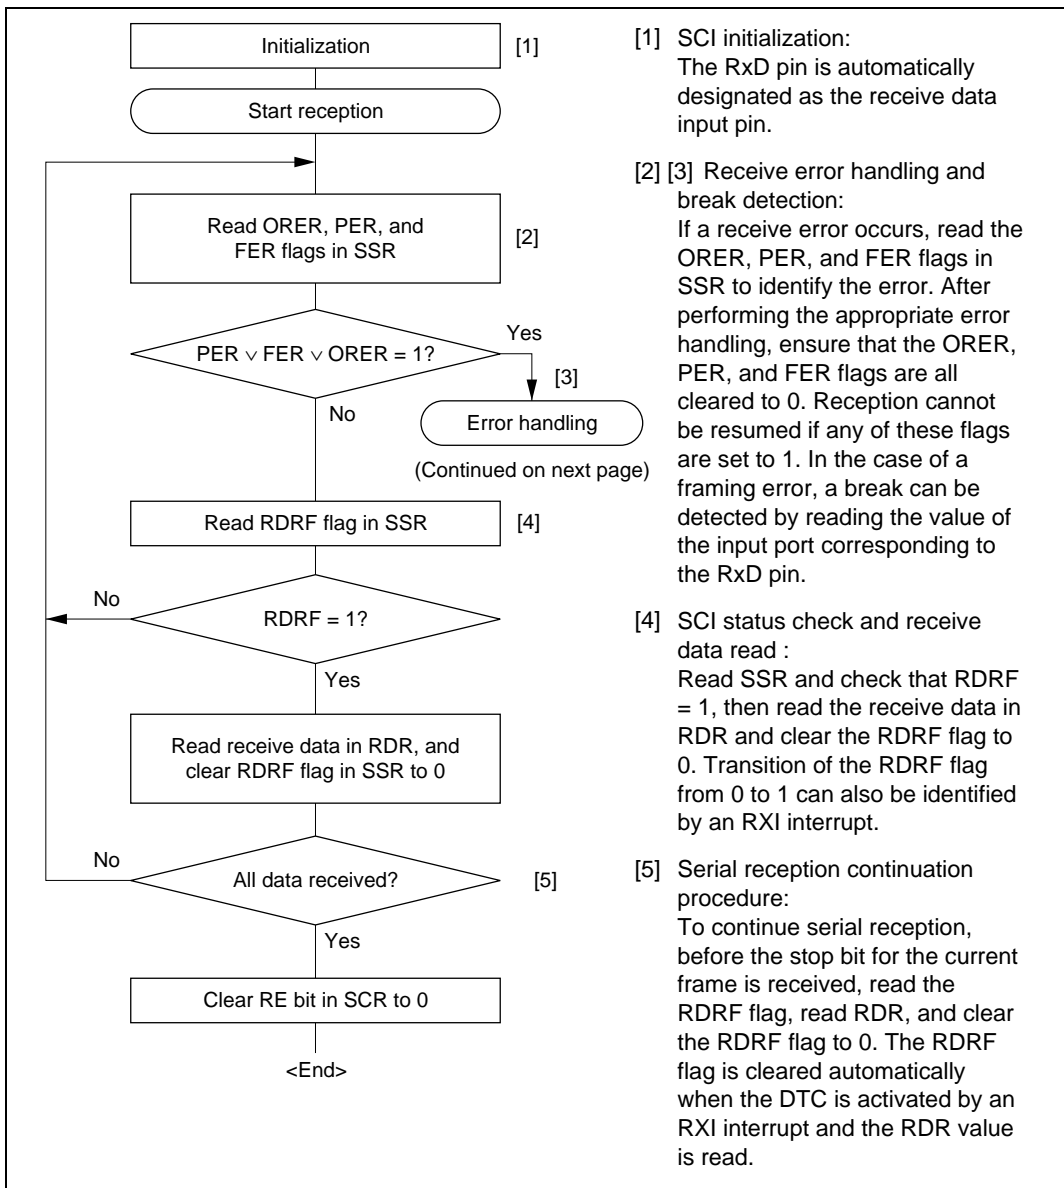 Initialization
[1]
Start reception
Read ORER, PER, and
FER flags in SSR
[2]
PER ∨ FER ∨ ORER = 1?
Yes
[3]
No
Error handling
(Continued on next page)
Read RDRF flag in SSR
[4]
No
RDRF = 1?
Yes
Read receive data in RDR, and
clear RDRF flag in SSR to 0
No
All data received?
[5]
Yes
Clear RE bit in SCR to 0
<End>
[1] SCI initialization:
The RxD pin is automatically
designated as the receive data
input pin.
[2] [3] Receive error handling and
break detection:
If a receive error occurs, read the
ORER, PER, and FER flags in
SSR to identify the error. After
performing the appropriate error
handling, ensure that the ORER,
PER, and FER flags are all
cleared to 0. Reception cannot
be resumed if any of these flags
are set to 1. In the case of a
framing error, a break can be
detected by reading the value of
the input port corresponding to
the RxD pin.
[4] SCI status check and receive
data read :
Read SSR and check that RDRF
= 1, then read the receive data in
RDR and clear the RDRF flag to
0. Transition of the RDRF flag
from 0 to 1 can also be identified
by an RXI interrupt.
[5] Serial reception continuation
procedure:
To continue serial reception,
before the stop bit for the current
frame is received, read the
RDRF flag, read RDR, and clear
the RDRF flag to 0. The RDRF
flag is cleared automatically
when the DTC is activated by an
RXI interrupt and the RDR value
is read.